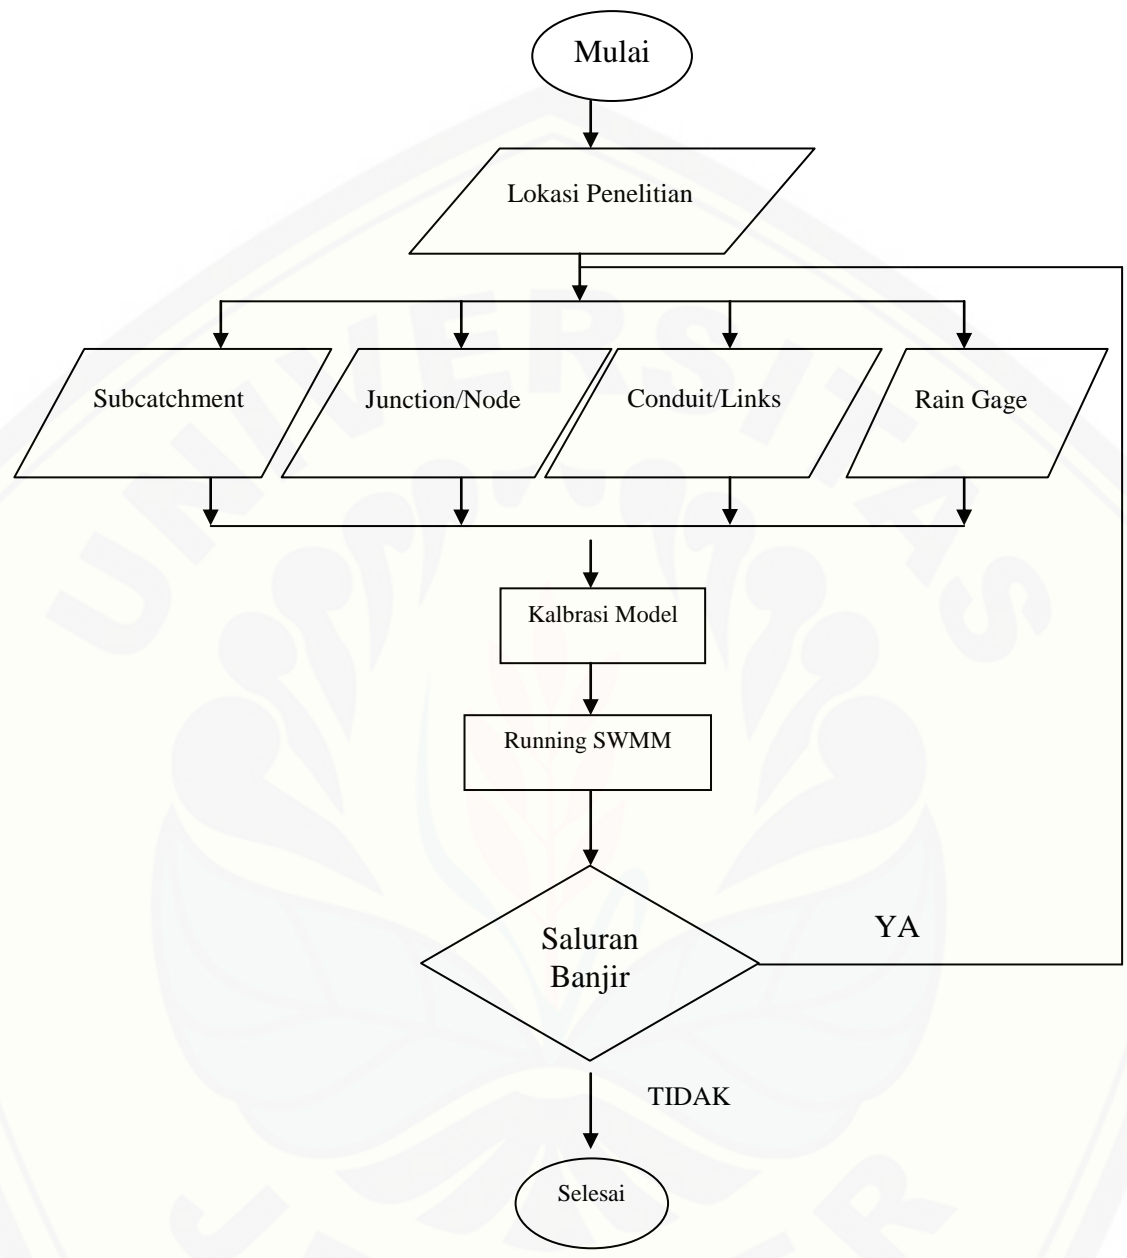 Mulai
Lokasi Penelitian
Subcatchment
Junction/Node
Conduit/Links
Rain Gage
Kalbrasi Model
Running SWMM
Saluran
Banjir
YA
TIDAK
Selesai
UNIVERSITAS